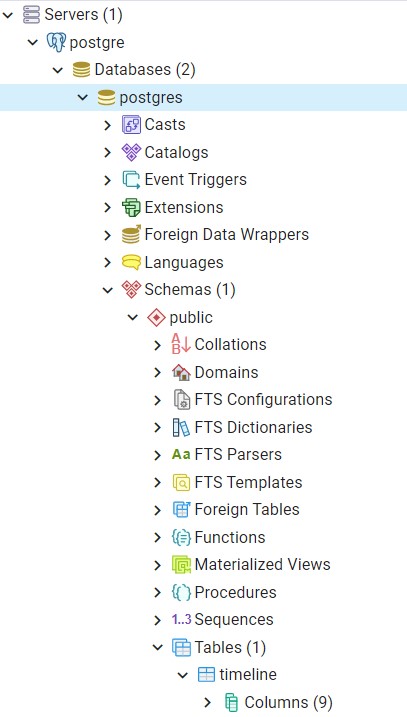 Servers (1)
postgre
Databases (2)
postgres
Casts
Catalogs
Event Triggers
Extensions
Foreign Data Wrappers
Languages
Schemas (1)
public
Collations
Domains
FTS Configurations
FTS Dictionaries
Aa FTS Parsers
FTS Templates
Foreign Tables
Functions
Materialized Views
Procedures
1..3 Sequences
Tables (1)
timeline
Columns (9)